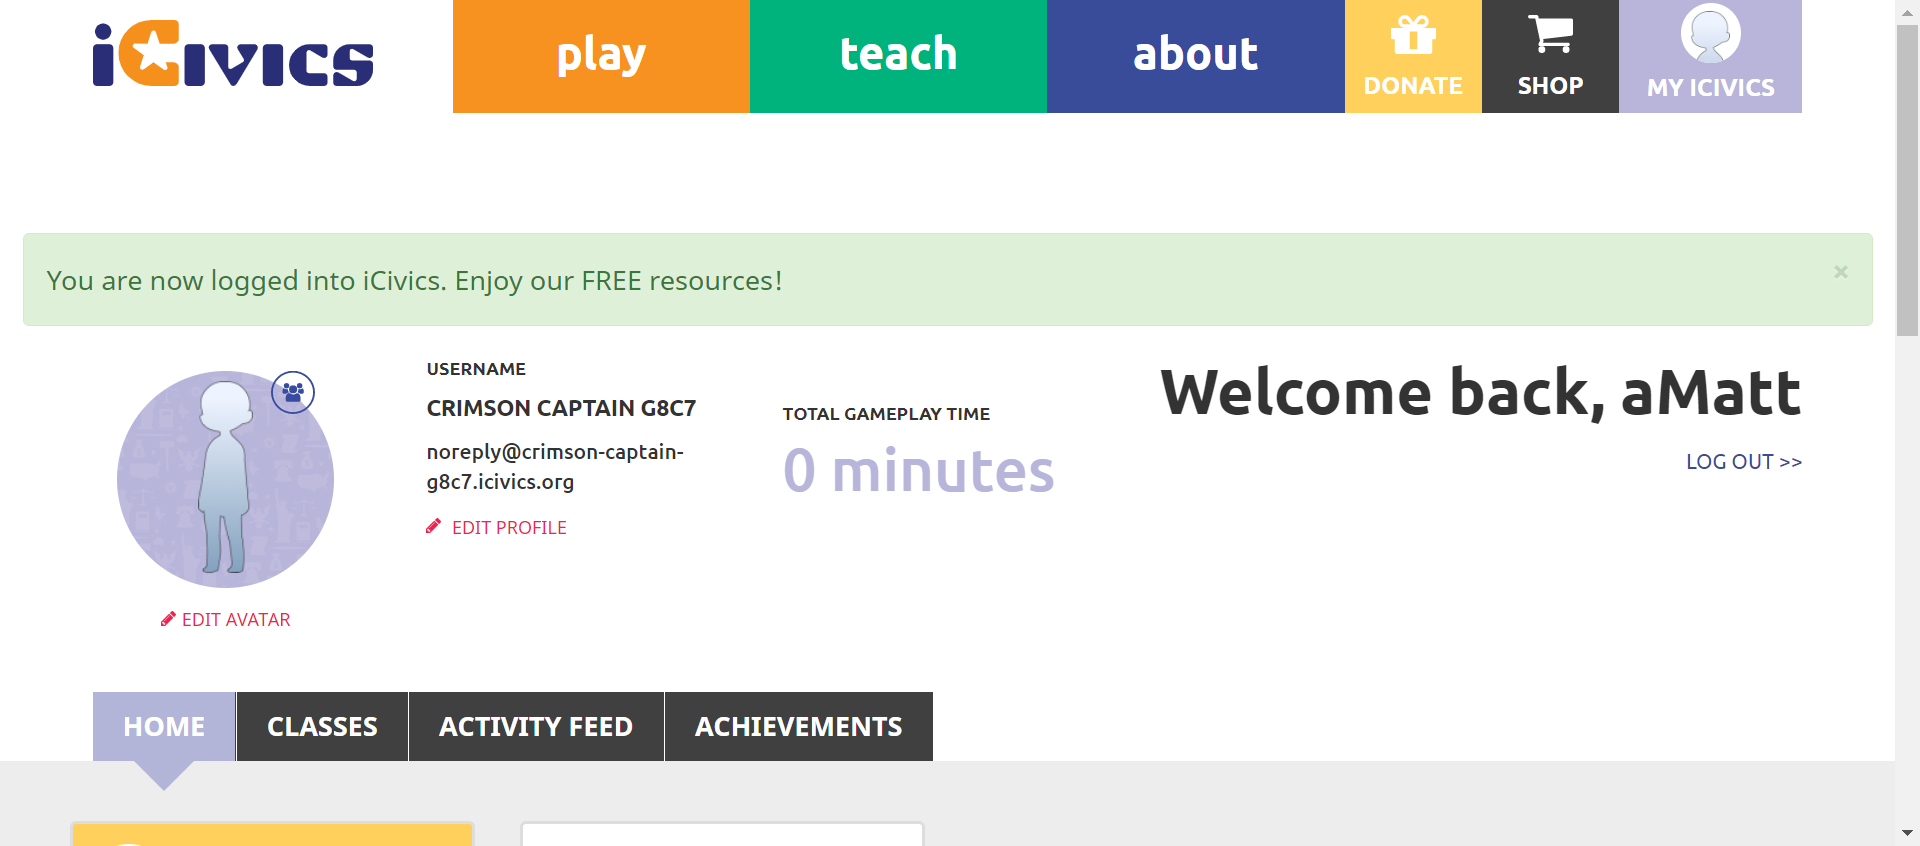 iCivics
play
teach
about
DONATE
SHOP
MY ICIVICS
You are now logged into iCivics. Enjoy our FREE resources!
×
USERNAME
CRIMSON CAPTAIN G8C7
noreply@crimson-captain-
g8c7.icivics.org
EDIT PROFILE
EDIT AVATAR
TOTAL GAMEPLAY TIME
0 minutes
Welcome back, aMatt
LOG OUT >>
HOME
CLASSES
ACTIVITY FEED
ACHIEVEMENTS